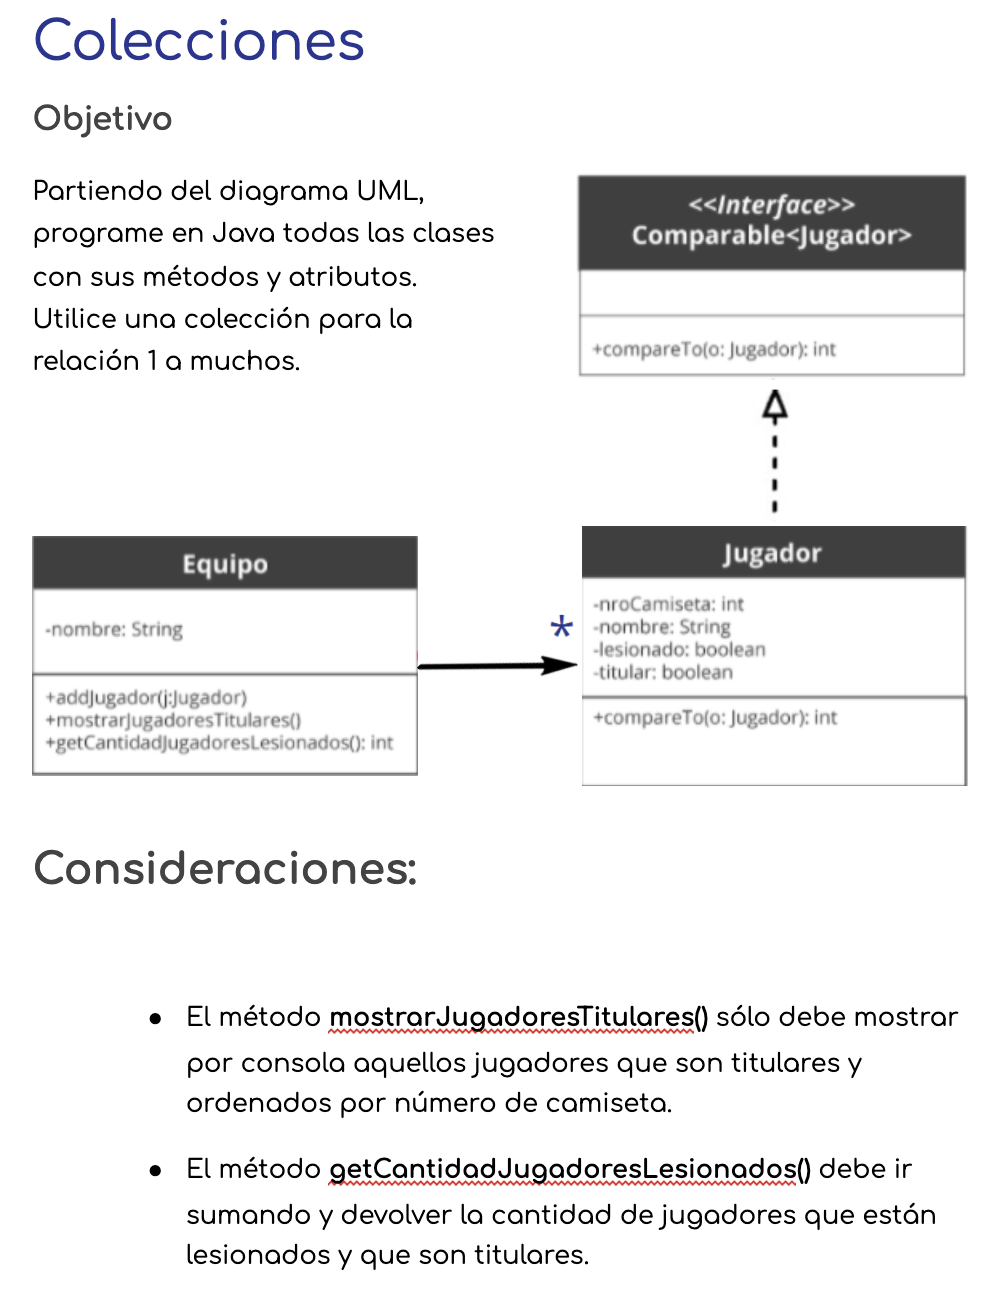 Colecciones
Objetivo
Partiendo del diagrama UML,
programe en Java todas las clases
con sus métodos y atributos.
Utilice una colección para la
relación 1 a muchos.
<<Interface>>
Comparable<Jugador>
+compareTo(o: Jugador): int
Equipo
-nombre: String
+addJugador(j:Jugador)
+mostrarJugadoresTitulares()
+getCantidadJugadoresLesionados(): int
*
Jugador
-nroCamiseta: int
-nombre: String
-lesionado: boolean
-titular: boolean
+compareTo(o: Jugador): int
Consideraciones:
● El método mostrarJugadoresTitulares() sólo debe mostrar
por consola aquellos jugadores que son titulares y
ordenados por número de camiseta.
● El método getCantidadJugadoresLesionados() debe ir
sumando y devolver la cantidad de jugadores que están
lesionados y que son titulares.